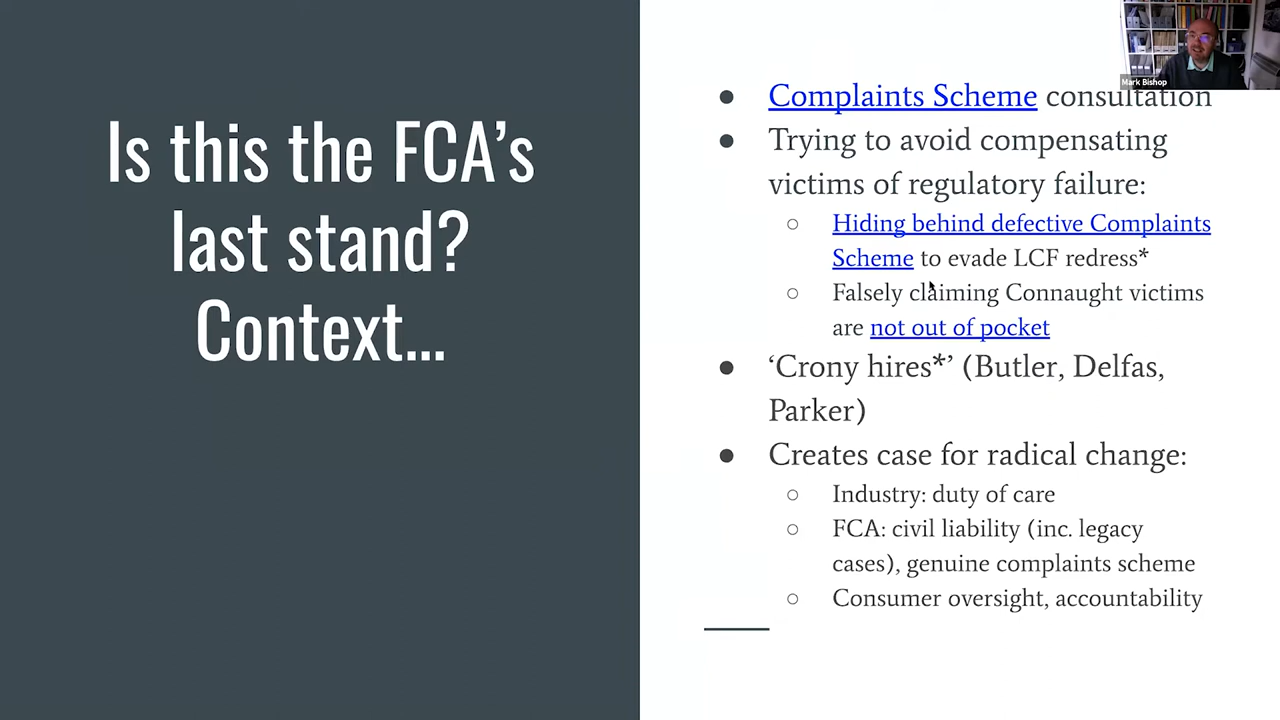 Is this the FCA’s
last stand?
Context...
Mark Bishop
Complaints Scheme consultation
Trying to avoid compensating
victims of regulatory failure:
Hiding behind defective Complaints
Scheme to evade LCF redress*
Falsely claiming Connaught victims
are not out of pocket
‘Crony hires*’ (Butler, Delfas,
Parker)
Creates case for radical change:
Industry: duty of care
FCA: civil liability (inc. legacy
cases), genuine complaints scheme
Consumer oversight, accountability